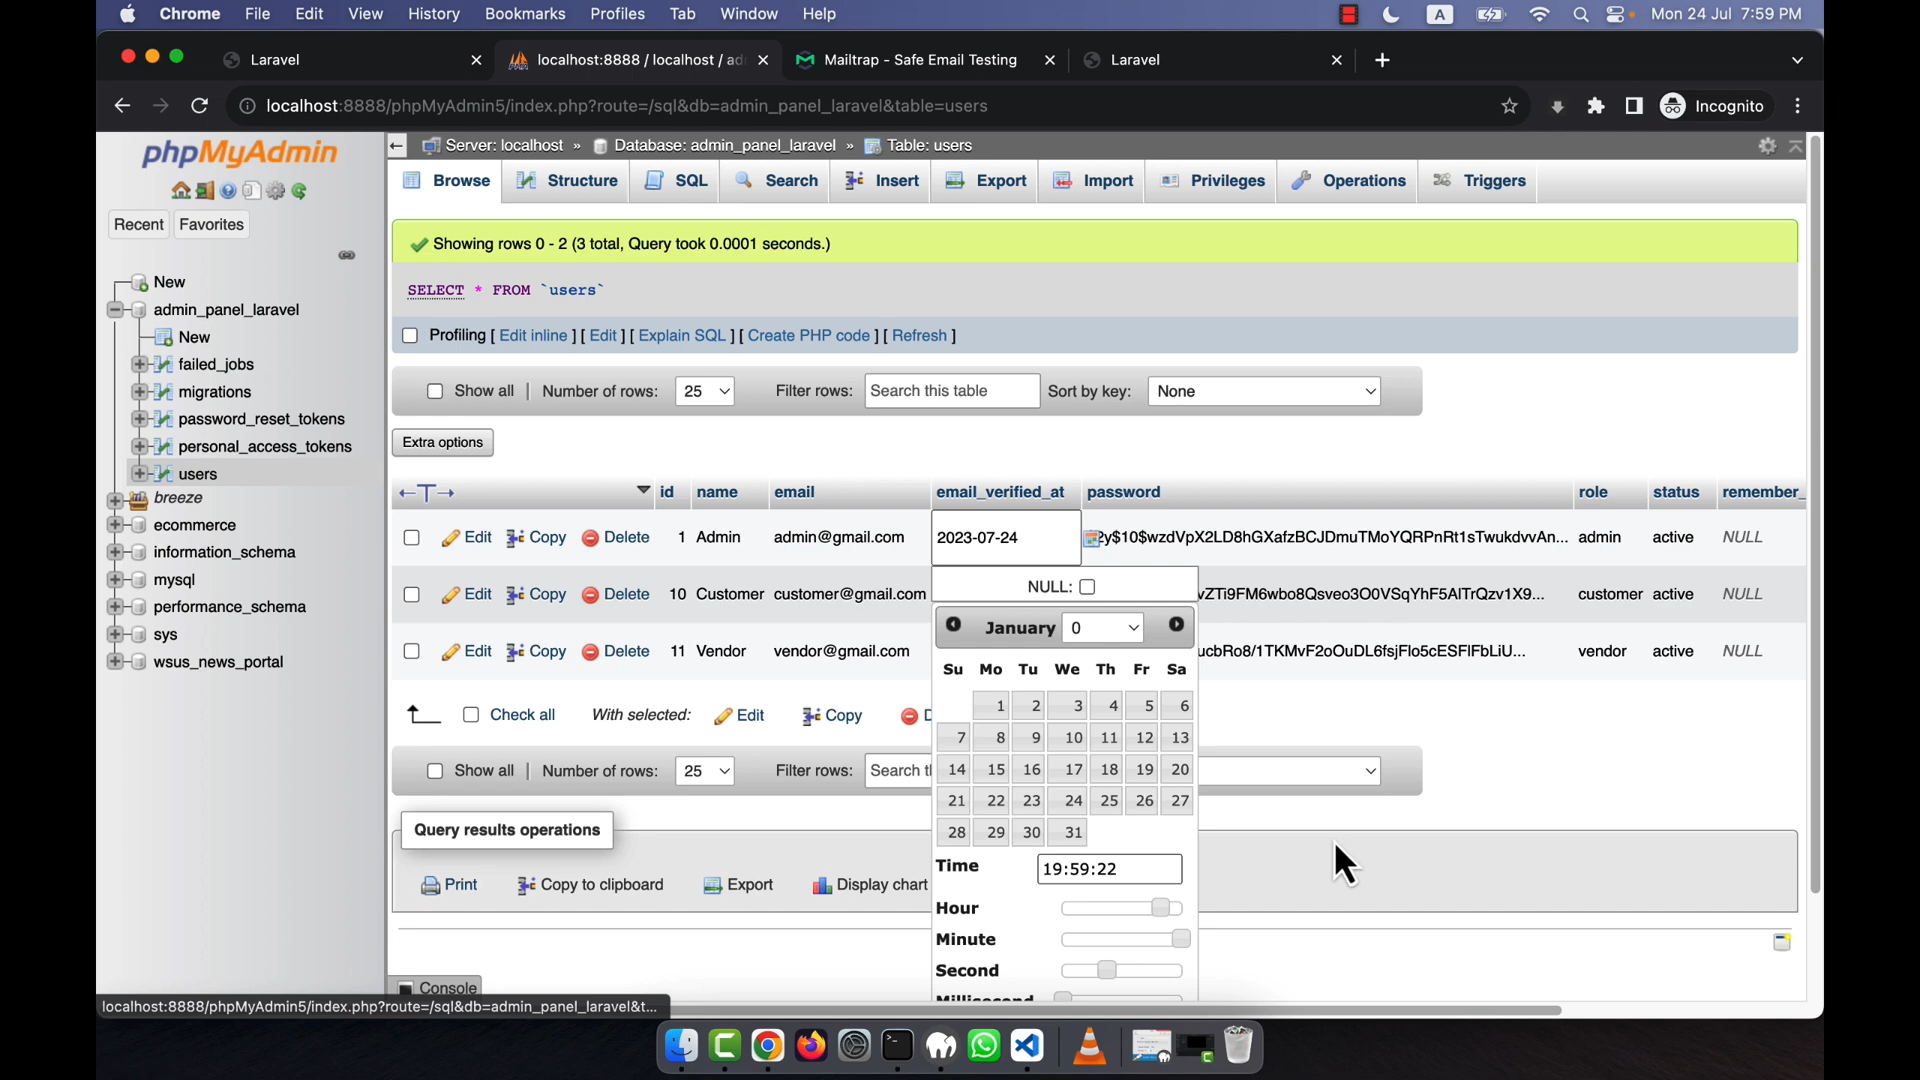 Chrome File Edit View History Bookmarks Profiles Tab Window Help A Mon 24 Jul 7:59 PM
Laravel localhost:8888 / localhost / ad Mailtrap - Safe Email Testing Laravel
localhost:8888/phpMyAdmin5/index.php?route=/sql&db=admin_panel_laravel&table=users Incognito
phpMyAdmin
Recent Favorites
New
admin_panel_laravel
New
failed_jobs
migrations
password_reset_tokens
personal_access_tokens
users
breeze
ecommerce
information_schema
mysql
performance_schema
sys
wsus_news_portal
Server: localhost » Database: admin_panel_laravel » Table: users
Browse Structure SQL Search Insert Export Import Privileges Operations Triggers
Showing rows 0 - 2 (3 total, Query took 0.0001 seconds.)
SELECT * FROM `users`
Profiling [ Edit inline ] [ Edit ] [ Explain SQL ] [ Create PHP code ] [ Refresh ]
Show all | Number of rows: 25 Filter rows: Search this table Sort by key: None
Extra options
id name email email_verified_at password role status remember_
Edit Copy Delete 1 Admin admin@gmail.com 2023-07-24 2y$10$wzdVpX2LD8hGXafzBCJDmuTMoYQRPnRt1sTwukdvvAn... admin active NULL
NULL:
Edit Copy Delete 10 Customer customer@gmail.com vZTi9FM6wbo8Qsveo3O0VSqYhF5AlTrQzv1X9... customer active NULL
January 0
Edit Copy Delete 11 Vendor vendor@gmail.com ucbRo8/1TKMvF2oOuDL6fsjFlo5cESFlFbLiU... vendor active NULL
Su Mo Tu We Th Fr Sa
1 2 3 4 5 6
7 8 9 10 11 12 13
14 15 16 17 18 19 20
21 22 23 24 25 26 27
28 29 30 31
Check all With selected: Edit Copy D
Show all | Number of rows: 25 Filter rows: Search th
Time 19:59:22
Hour
Minute
Second
Millisecond
Query results operations
Print Copy to clipboard Export Display chart
Console
localhost:8888/phpMyAdmin5/index.php?route=/sql&db=admin_panel_laravel&t...